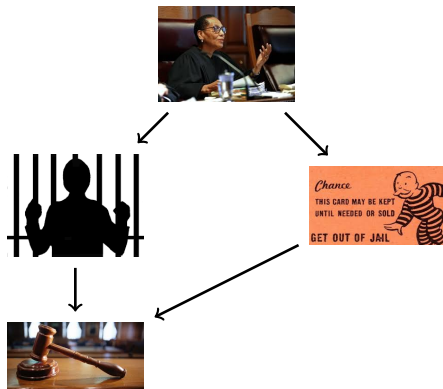 Chance
THIS CARD MAY BE KEPT
UNTIL NEEDED OR SOLD
GET OUT OF JAIL